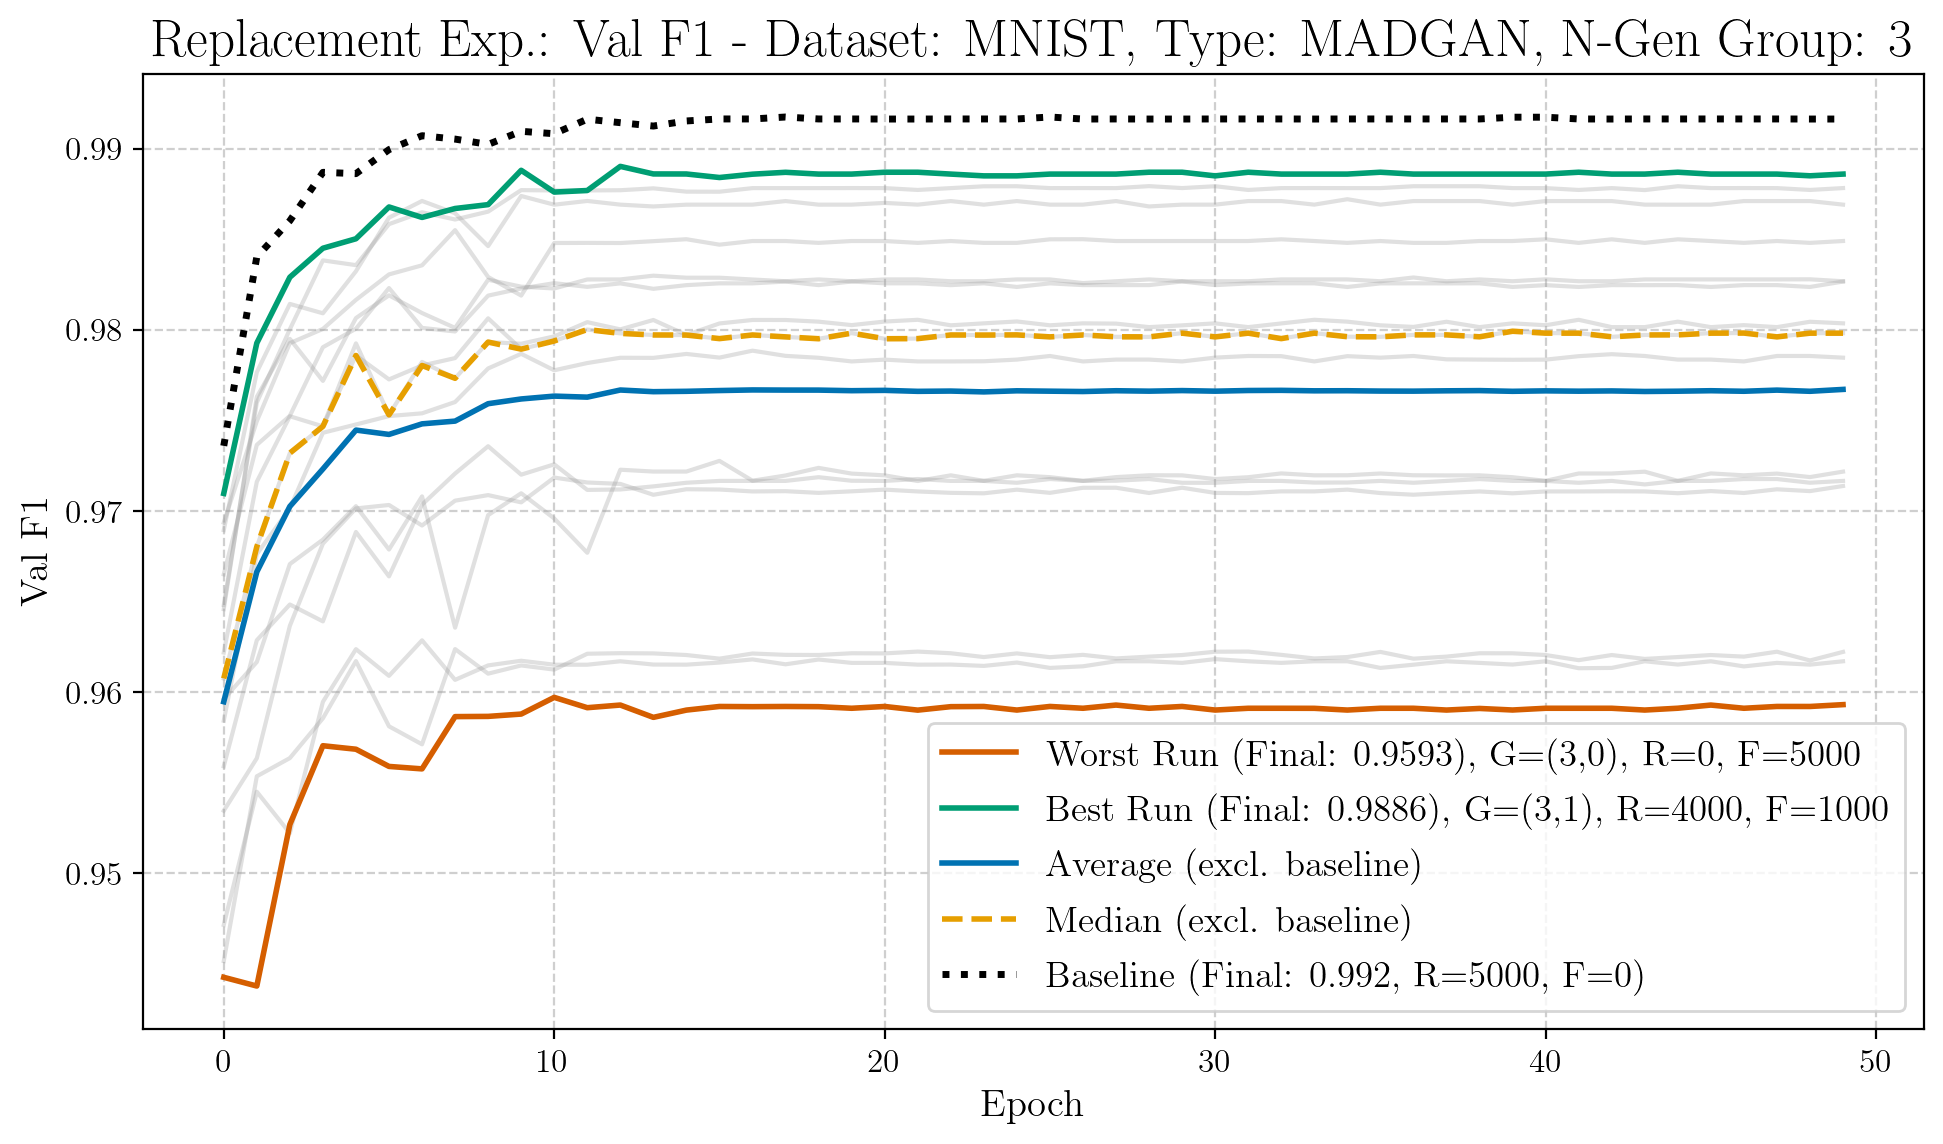 Replacement Exp.: Val F1 - Dataset: MNIST, Type: MADGAN, N-Gen Group: 3
0.99
0.98
0.97
0.96
0.95
Val F1
Worst Run (Final: 0.9593), G=(3,0), R=0, F=5000
Best Run (Final: 0.9886), G=(3,1), R=4000, F=1000
Average (excl. baseline)
Median (excl. baseline)
Baseline (Final: 0.992, R=5000, F=0)
0 10 20 30 40 50
Epoch